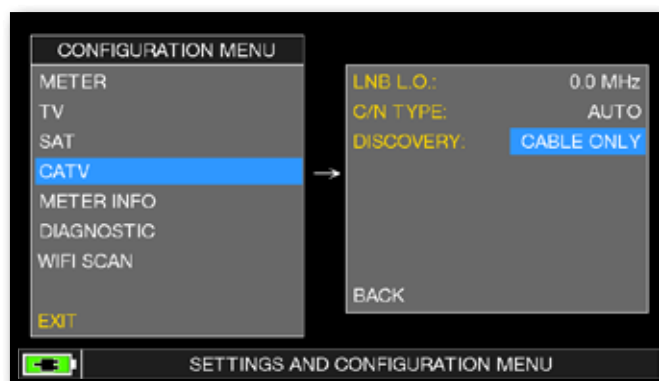 CONFIGURATION MENU
METER
TV
SAT
CATV
METER INFO
DIAGNOSTIC
WIFI SCAN
EXIT
LNB L.O.: 0.0 MHz
C/N TYPE: AUTO
DISCOVERY: CABLE ONLY
BACK
SETTINGS AND CONFIGURATION MENU